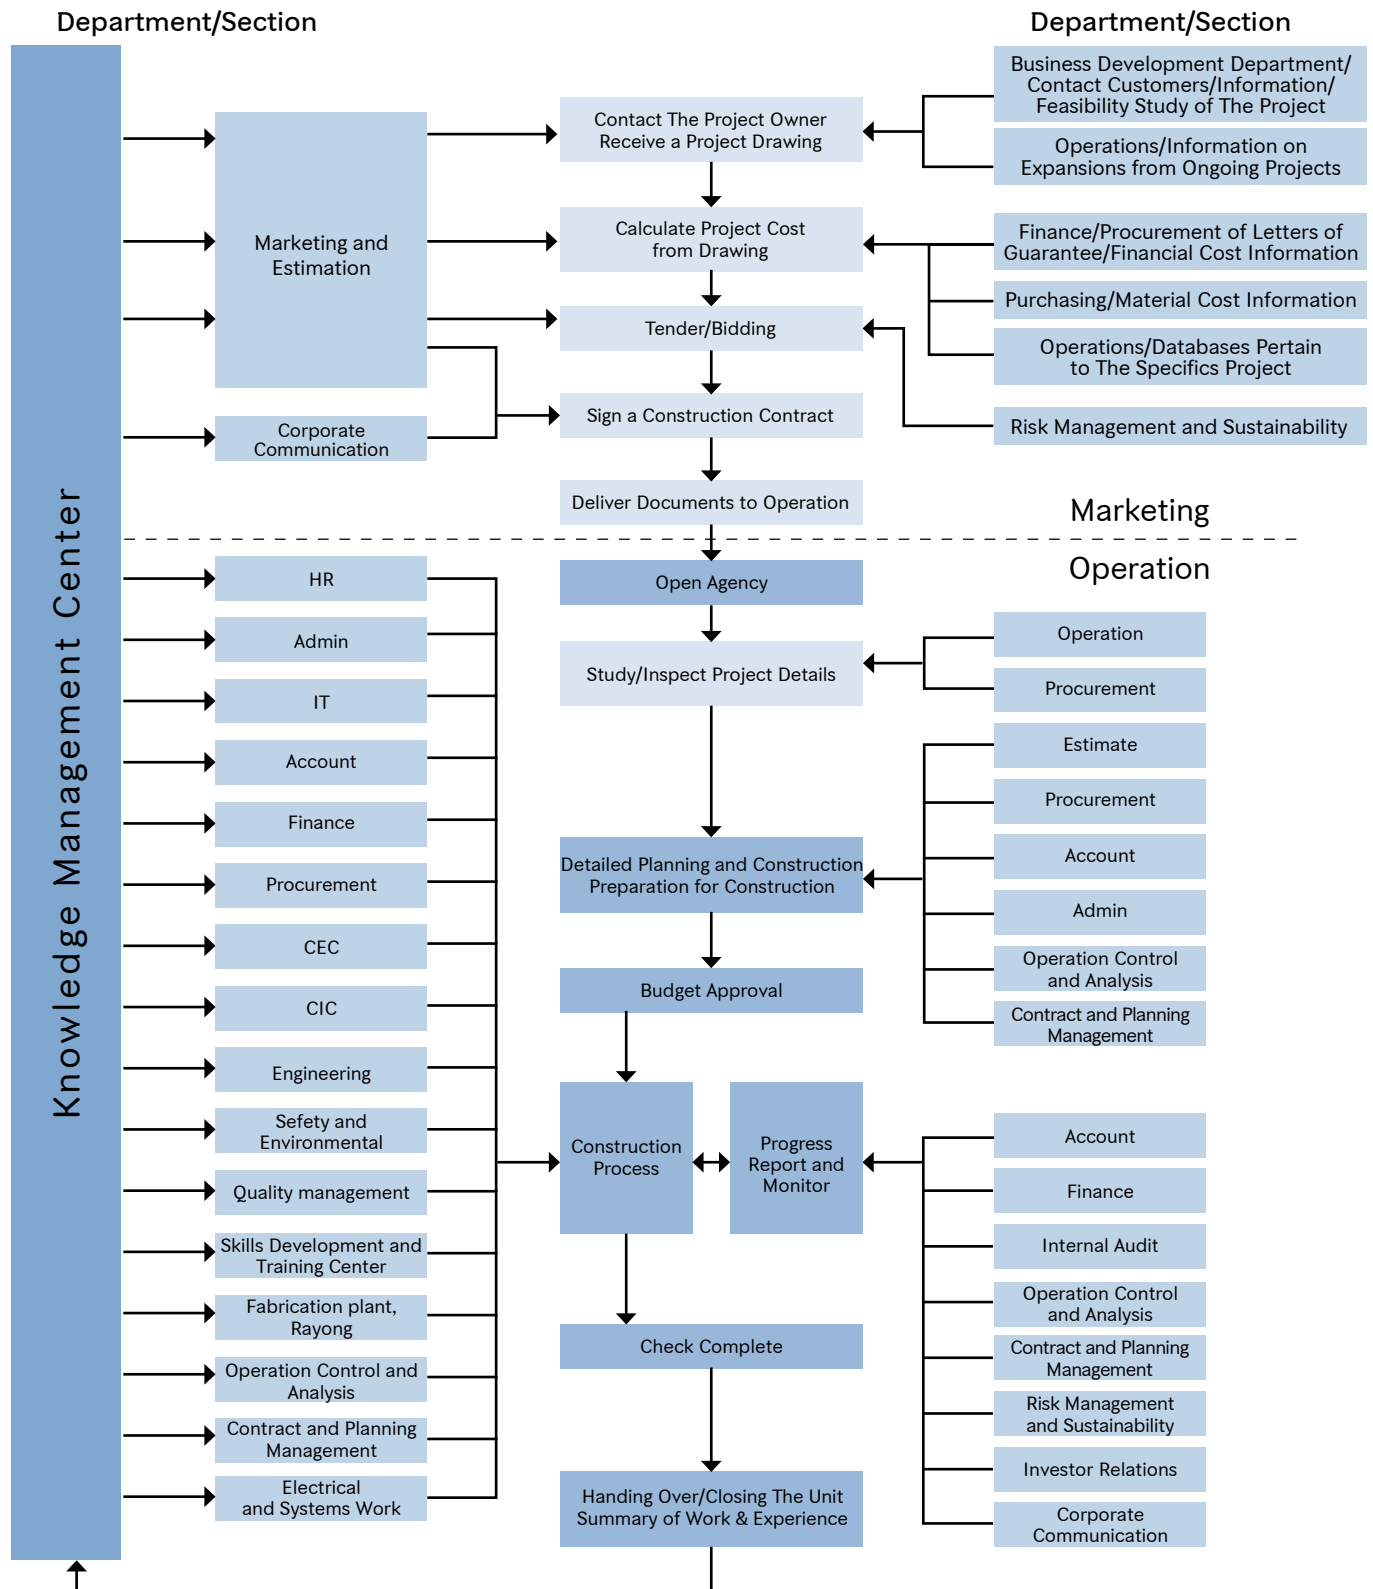 Department/Section
Department/Section
Knowledge Management Center
Marketing and
Estimation
Corporate
Communication
Contact The Project Owner
Receive a Project Drawing
Calculate Project Cost
from Drawing
Tender/Bidding
Sign a Construction Contract
Deliver Documents to Operation
Business Development Department/
Contact Customers/Information/
Feasibility Study of The Project
Operations/Information on
Expansions from Ongoing Projects
Finance/Procurement of Letters of
Guarantee/Financial Cost Information
Purchasing/Material Cost Information
Operations/Databases Pertain
to The Specifics Project
Risk Management and Sustainability
Marketing
Operation
HR
Admin
IT
Account
Finance
Procurement
CEC
CIC
Engineering
Sefety and
Environmental
Quality management
Skills Development and
Training Center
Fabrication plant,
Rayong
Operation Control and
Analysis
Contract and Planning
Management
Electrical
and Systems Work
Open Agency
Study/Inspect Project Details
Detailed Planning and Construction
Preparation for Construction
Budget Approval
Construction
Process
Progress
Report and
Monitor
Check Complete
Handing Over/Closing The Unit
Summary of Work & Experience
Operation
Procurement
Estimate
Procurement
Account
Admin
Operation Control
and Analysis
Contract and Planning
Management
Account
Finance
Internal Audit
Operation Control
and Analysis
Contract and Planning
Management
Risk Management
and Sustainability
Investor Relations
Corporate
Communication